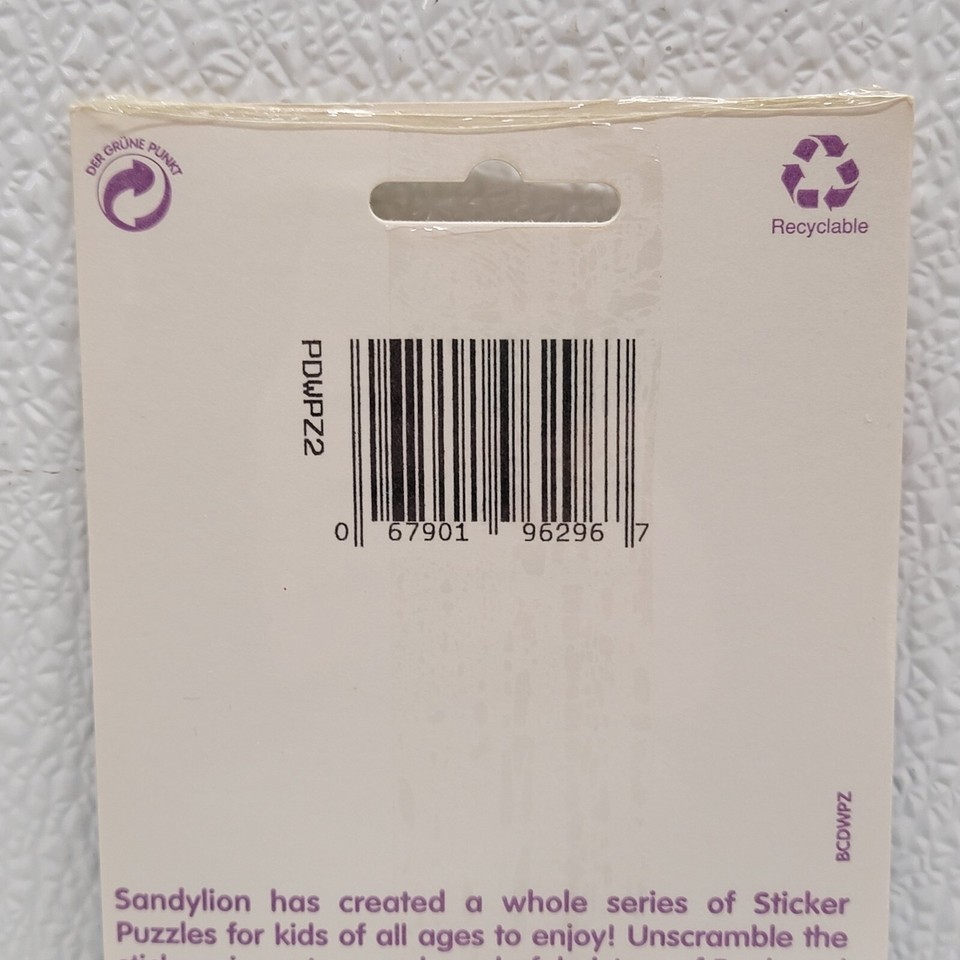 DER GRÜNE PUNKT
Recyclable
PDWPZ2
0 67901 96296 7
BCDWPZ
Sandylion has created a whole series of Sticker
Puzzles for kids of all ages to enjoy! Unscramble the